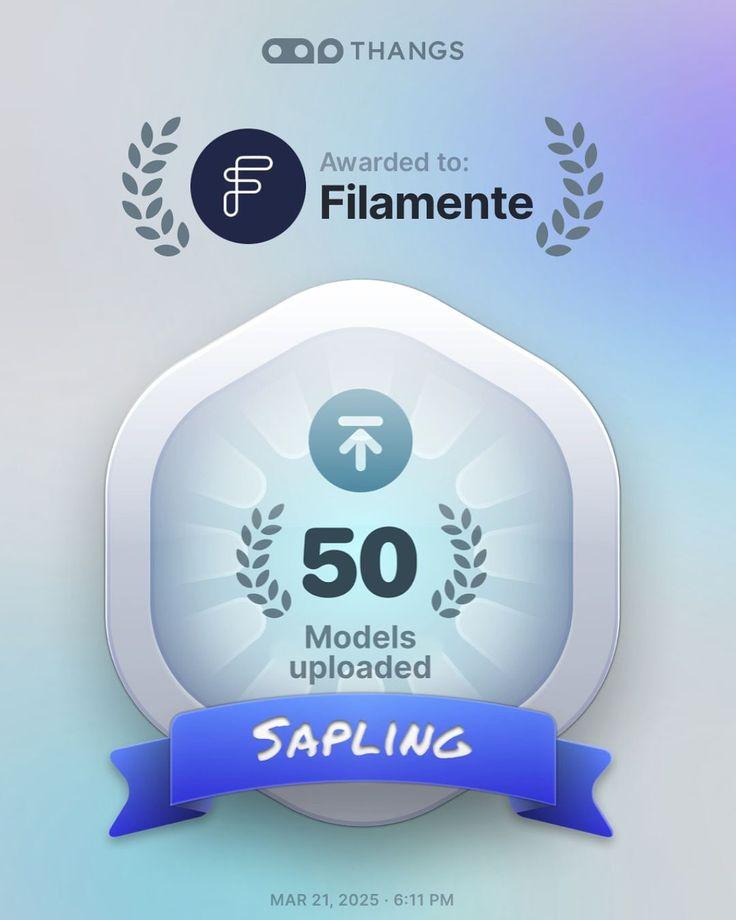 THANGS
Awarded to:
Filamente
50
Models
uploaded
SAPLING
MAR 21, 2025 · 6:11 PM